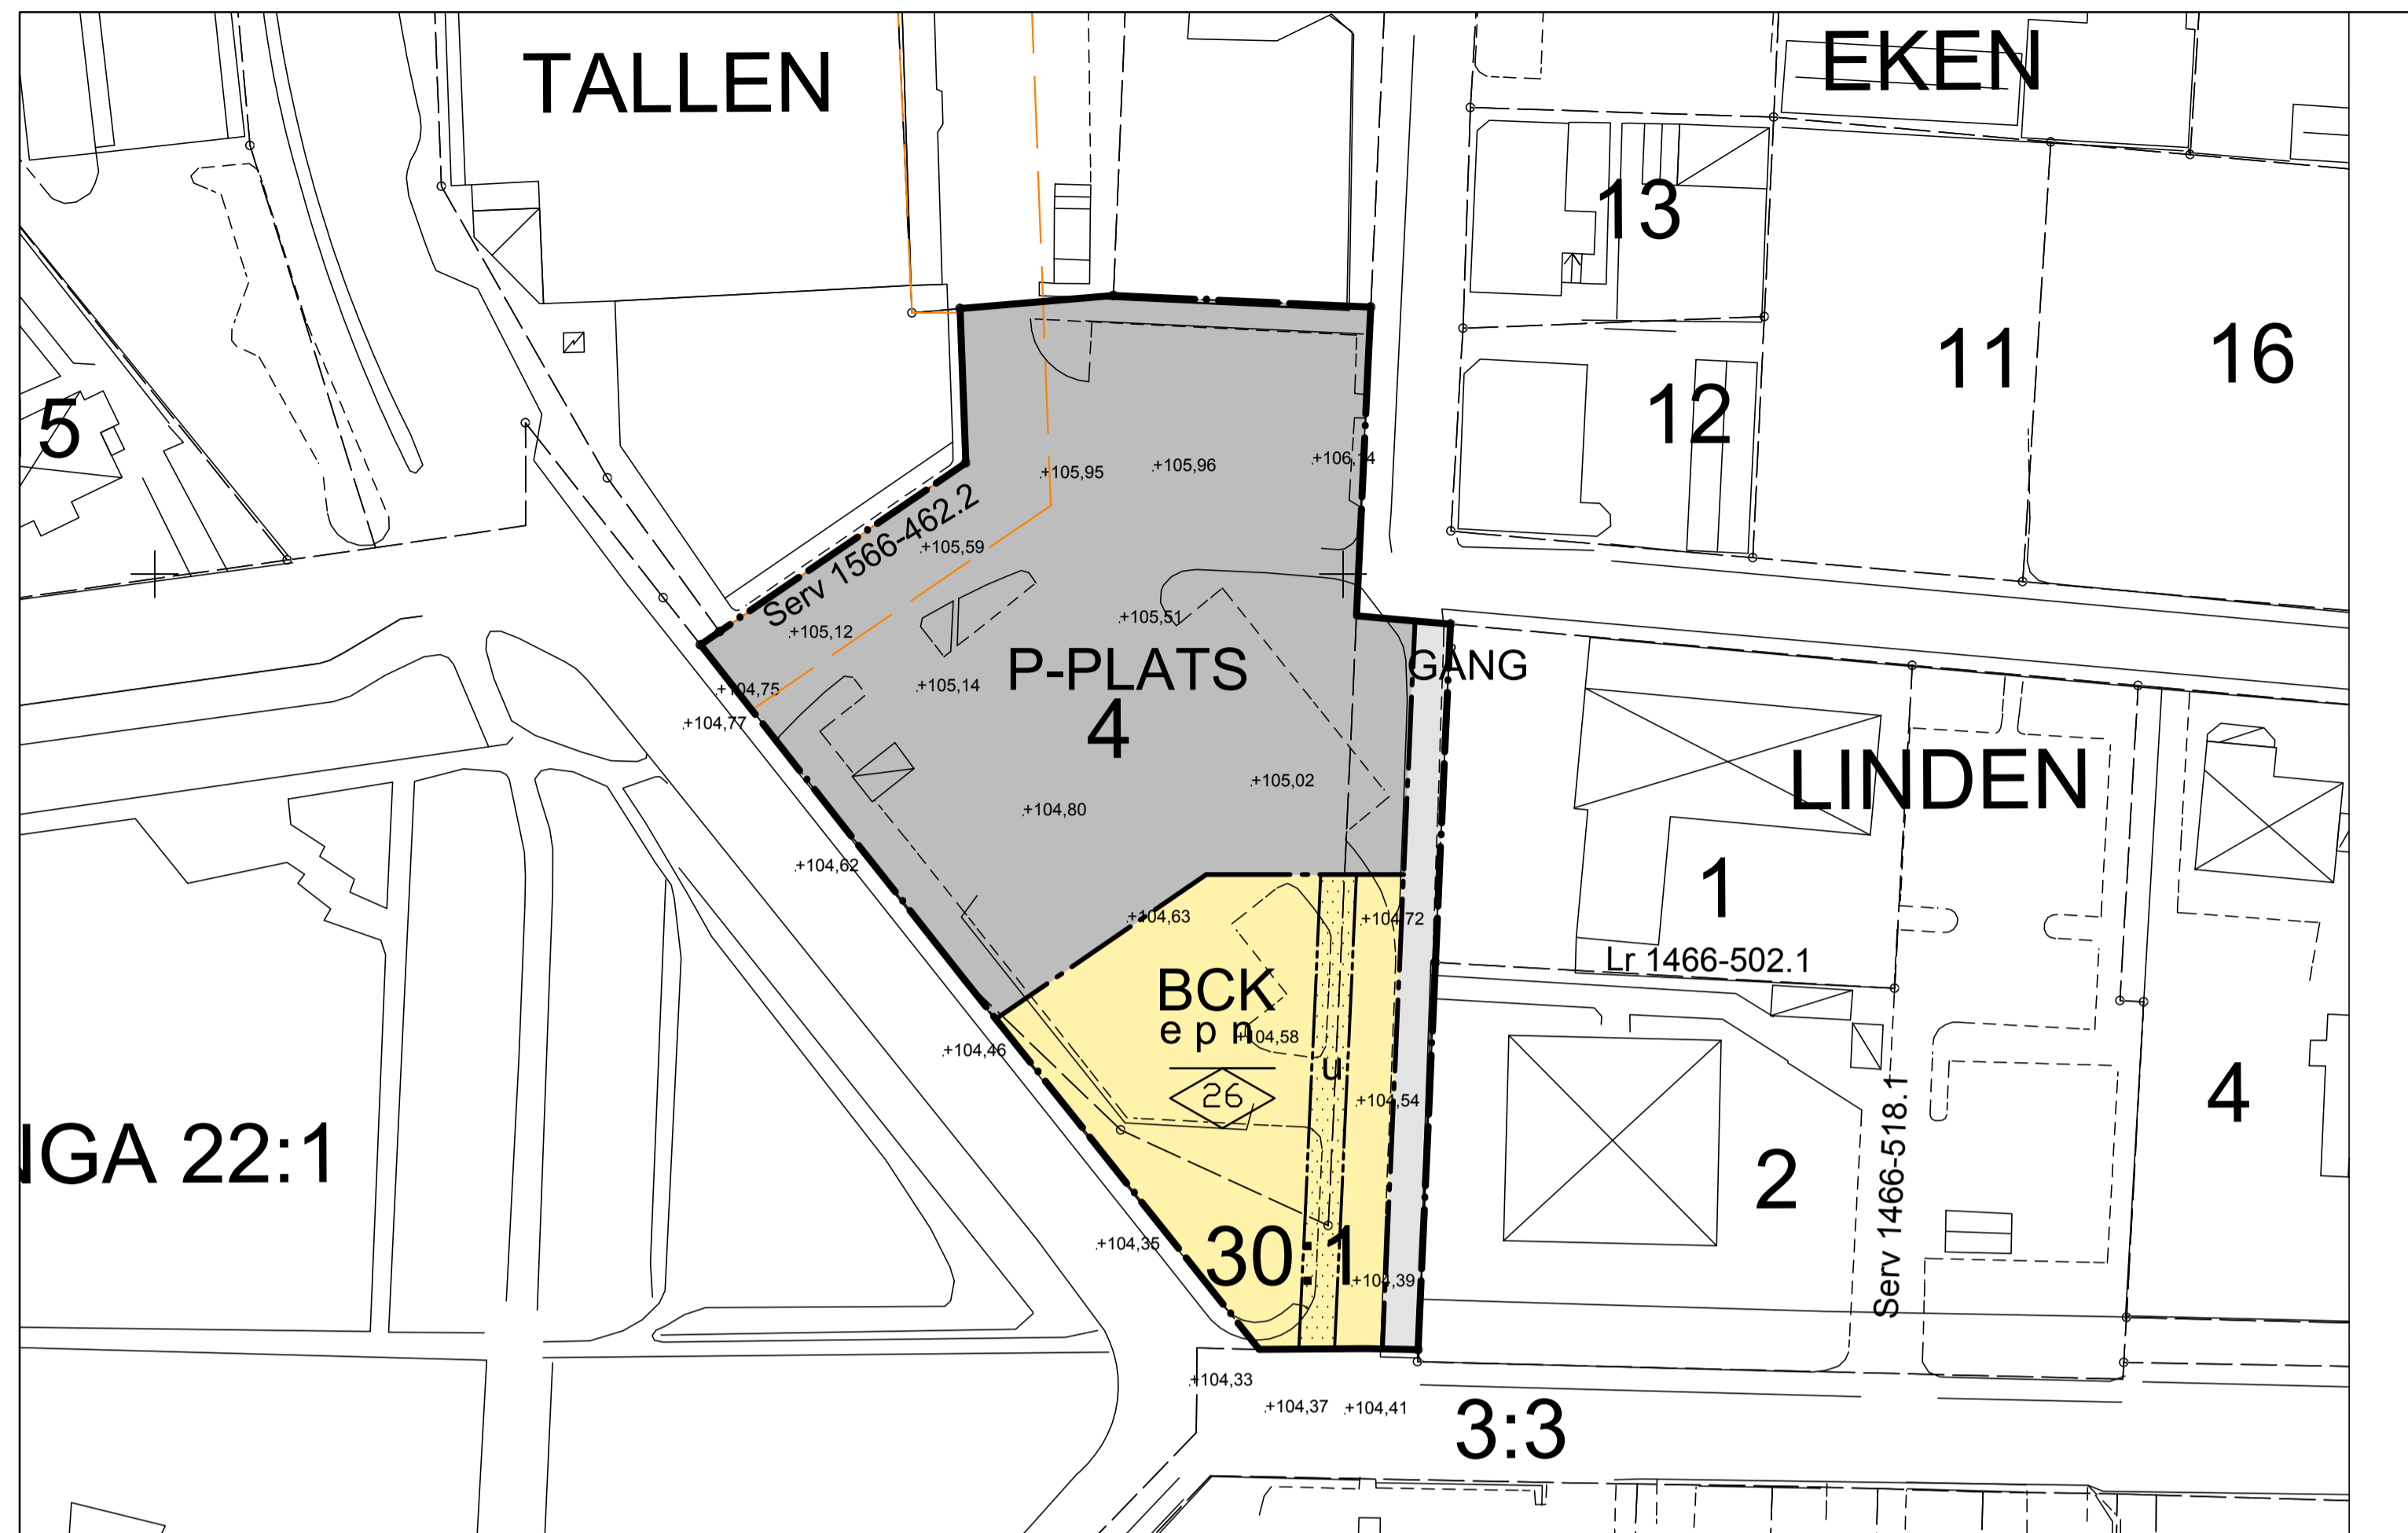 TALLEN
EKEN
13
11
16
12
5
+106,14
+105,95
+105,96
Serv 1566-462.2
+105,59
+105,51
+105,12
P-PLATS
4
GÅNG
+105,14
+104,75
+104,77
+105,02
LINDEN
+104,80
+104,62
1
+104,63
+104,72
Lr 1466-502.1
BCK
e p n
+104,58
+104,46
u
26
+104,54
4
NGA 22:1
2
Serv 1466-518.1
+104,35
30:1
+104,39
+104,33
+104,37
+104,41
3:3